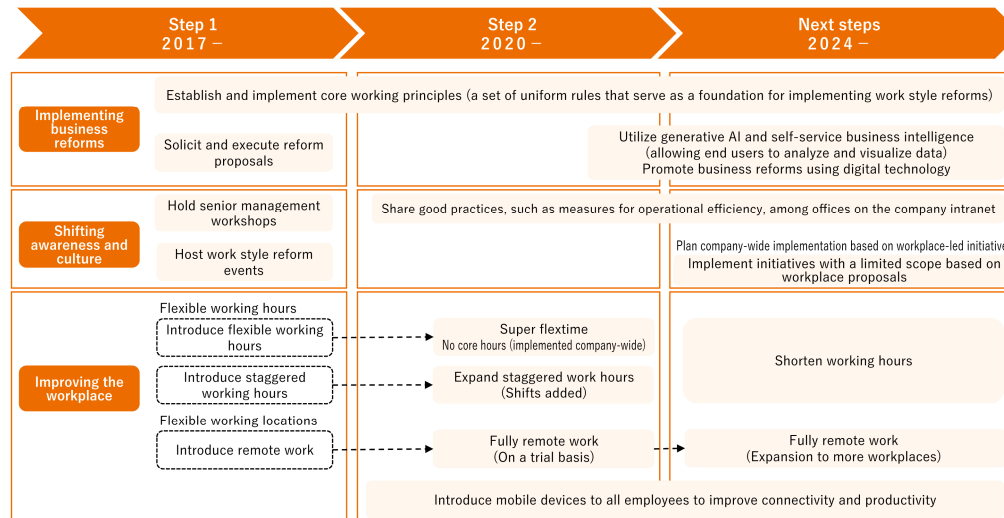 Step 1
2017 –
Step 2
2020 –
Next steps
2024 –
Implementing
business
reforms
Establish and implement core working principles (a set of uniform rules that serve as a foundation for implementing work style reforms)
Solicit and execute reform
proposals
Utilize generative AI and self-service business intelligence
(allowing end users to analyze and visualize data)
Promote business reforms using digital technology
Shifting
awareness and
culture
Hold senior management
workshops
Host work style reform
events
Share good practices, such as measures for operational efficiency, among offices on the company intranet
Plan company-wide implementation based on workplace-led initiative
Implement initiatives with a limited scope based on
workplace proposals
Improving the
workplace
Flexible working hours
Introduce flexible working
hours
Super flextime
No core hours (implemented company-wide)
Introduce staggered
working hours
Expand staggered work hours
(Shifts added)
Shorten working hours
Flexible working locations
Introduce remote work
Fully remote work
(On a trial basis)
Fully remote work
(Expansion to more workplaces)
Introduce mobile devices to all employees to improve connectivity and productivity